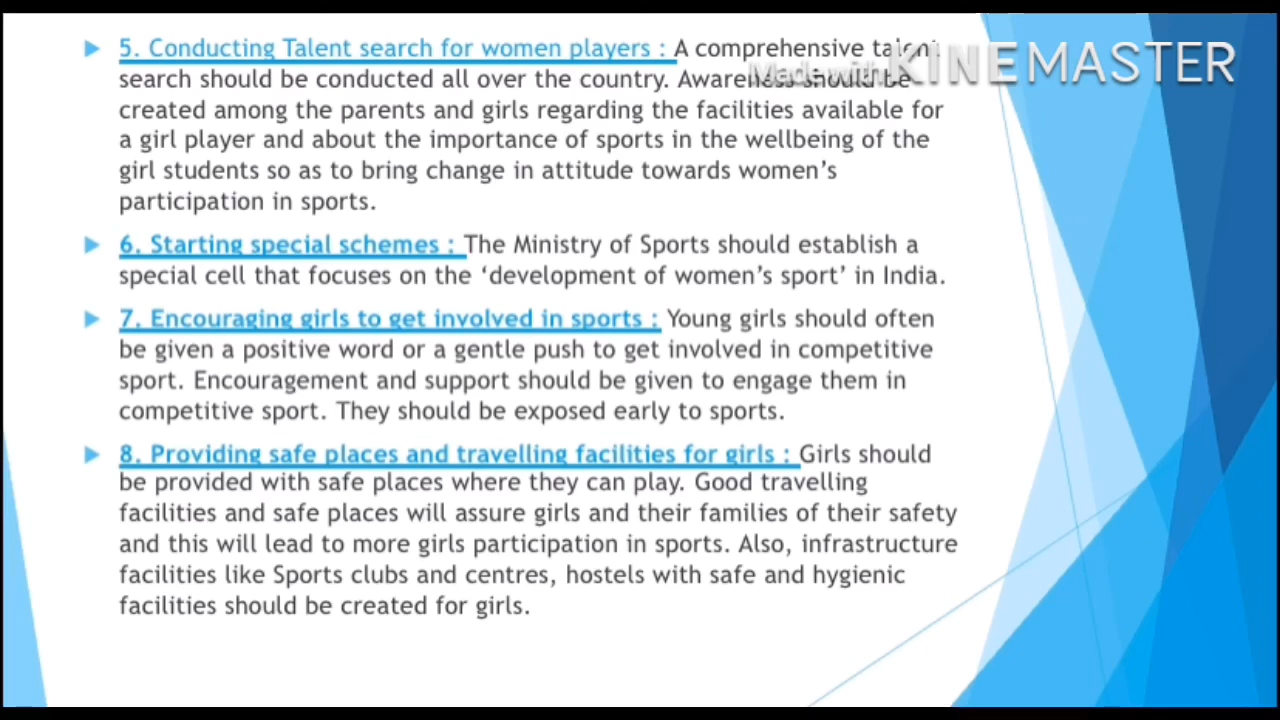 5. Conducting Talent search for women players : A comprehensive talent
search should be conducted all over the country. Awareness should be
created among the parents and girls regarding the facilities available for
a girl player and about the importance of sports in the wellbeing of the
girl students so as to bring change in attitude towards women’s
participation in sports.
6. Starting special schemes : The Ministry of Sports should establish a
special cell that focuses on the ‘development of women’s sport’ in India.
7. Encouraging girls to get involved in sports : Young girls should often
be given a positive word or a gentle push to get involved in competitive
sport. Encouragement and support should be given to engage them in
competitive sport. They should be exposed early to sports.
8. Providing safe places and travelling facilities for girls : Girls should
be provided with safe places where they can play. Good travelling
facilities and safe places will assure girls and their families of their safety
and this will lead to more girls participation in sports. Also, infrastructure
facilities like Sports clubs and centres, hostels with safe and hygienic
facilities should be created for girls.
Made with KINEMASTER